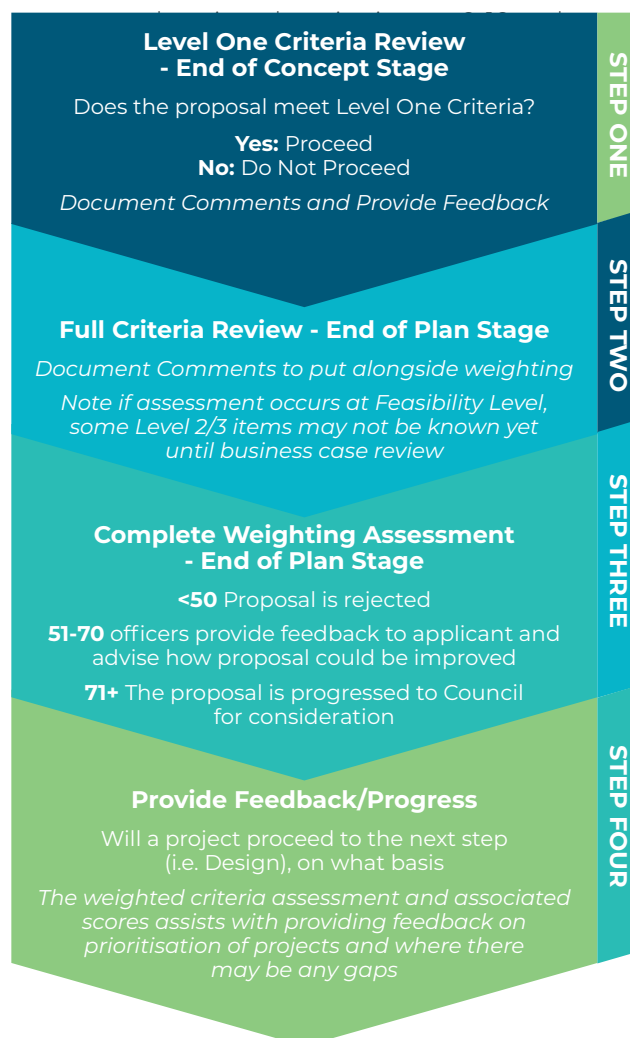 Level One Criteria Review
- End of Concept Stage
Does the proposal meet Level One Criteria?
Yes: Proceed
No: Do Not Proceed
Document Comments and Provide Feedback
STEP ONE
Full Criteria Review - End of Plan Stage
Document Comments to put alongside weighting
Note if assessment occurs at Feasibility Level,
some Level 2/3 items may not be known yet
until business case review
STEP TWO
Complete Weighting Assessment
- End of Plan Stage
<50 Proposal is rejected
51-70 officers provide feedback to applicant and
advise how proposal could be improved
71+ The proposal is progressed to Council
for consideration
STEP THREE
Provide Feedback/Progress
Will a project proceed to the next step
(i.e. Design), on what basis
The weighted criteria assessment and associated
scores assists with providing feedback on
prioritisation of projects and where there
may be any gaps
STEP FOUR